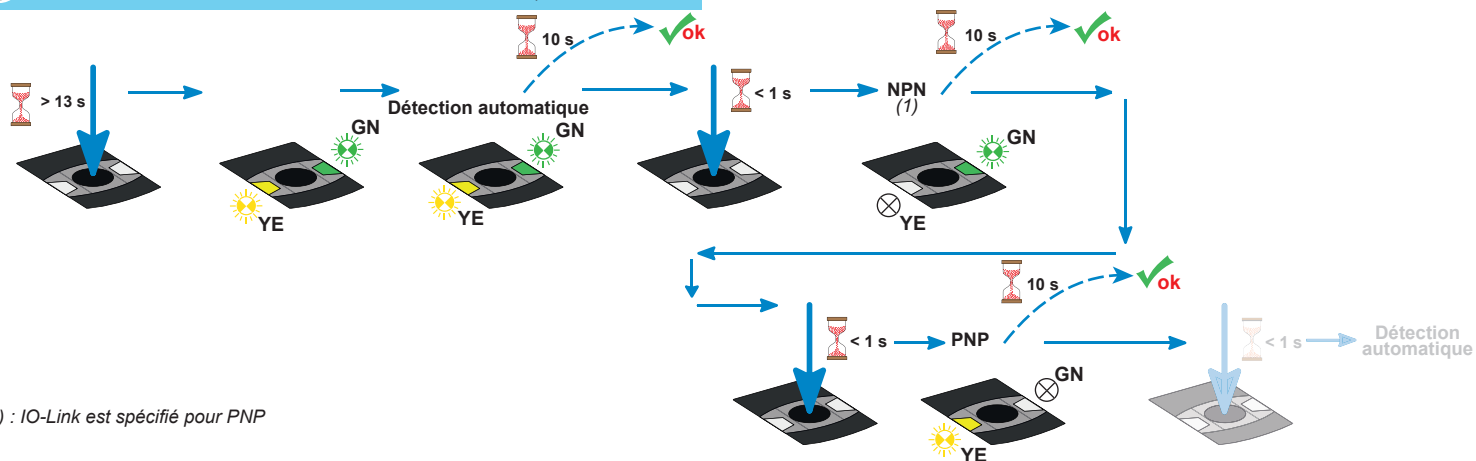 10 s
ok
10 s
ok
> 13 s
Détection automatique
< 1 s
NPN
(1)
GN
GN
GN
YE
YE
YE
10 s
ok
< 1 s
PNP
< 1 s
Détection
automatique
GN
YE
) : IO-Link est spécifié pour PNP